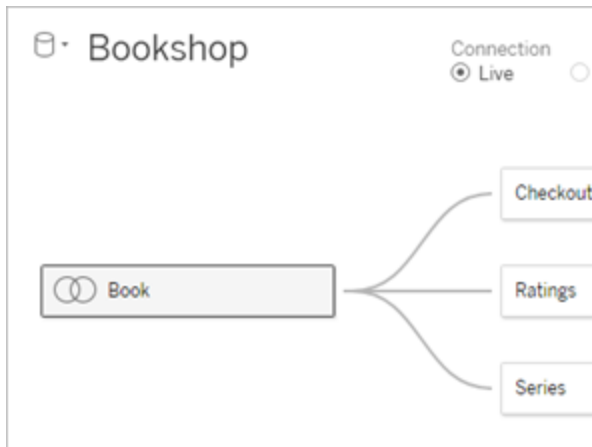 Bookshop
Connection
Live
Checkout
Book
Ratings
Series